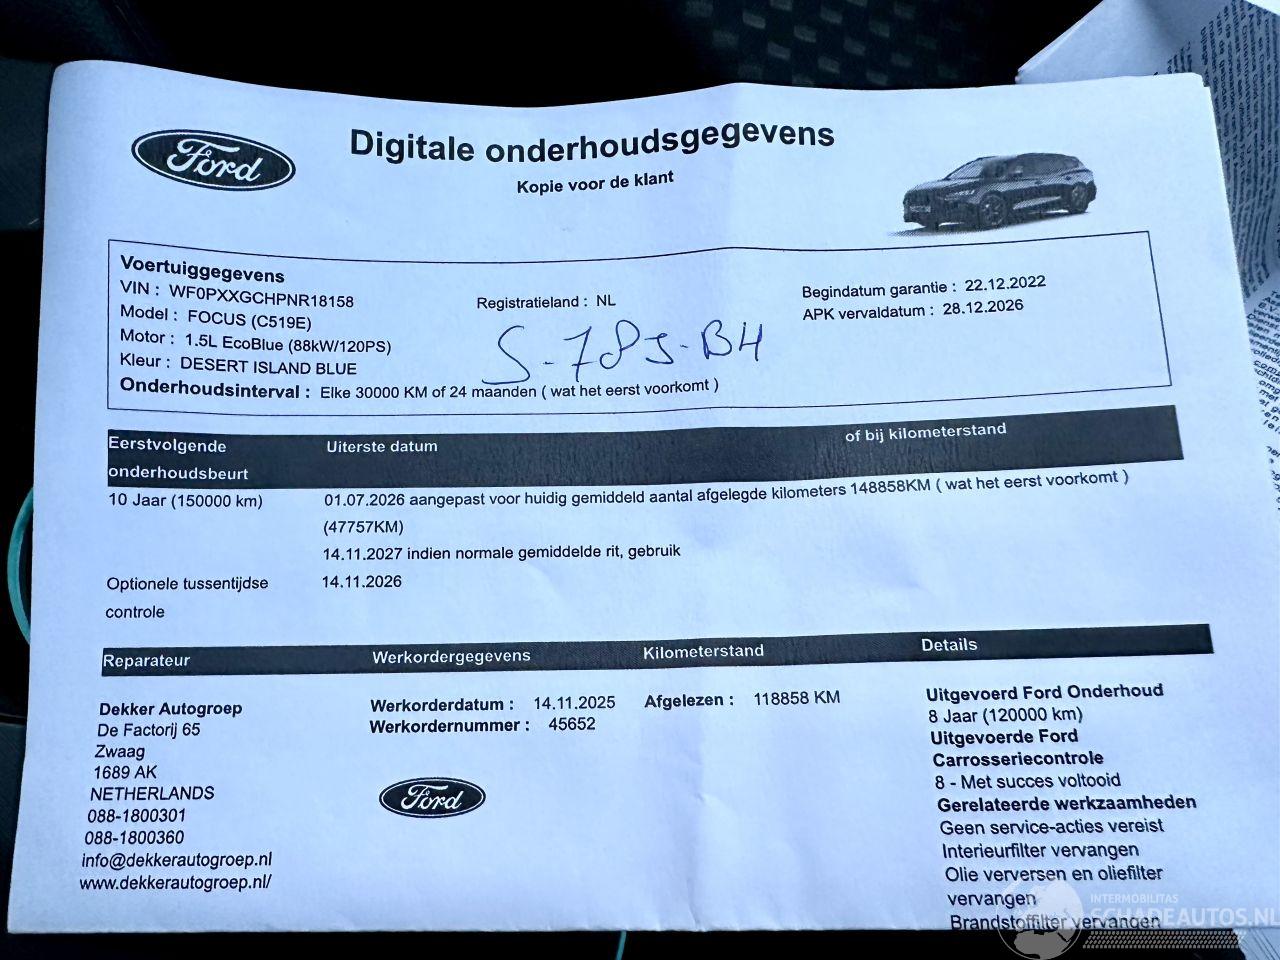 Ford
Digitale onderhoudsgegevens
Kopie voor de klant
Voertuiggegevens
VIN : WF0PXXGCHPNR18158
Model : FOCUS (C519E)
Motor : 1.5L EcoBlue (88kW/120PS)
Kleur : DESERT ISLAND BLUE
Registratieland : NL
Begindatum garantie : 22.12.2022
APK vervaldatum : 28.12.2026
S-785-BH
Onderhoudsinterval : Elke 30000 KM of 24 maanden ( wat het eerst voorkomt )
Eerstvolgende onderhoudsbeurt
Uiterste datum
of bij kilometerstand
10 Jaar (150000 km)
01.07.2026 aangepast voor huidig gemiddeld aantal afgelegde kilometers 148858KM ( wat het eerst voorkomt )
(47757KM)
14.11.2027 indien normale gemiddelde rit, gebruik
Optionele tussentijdse controle
14.11.2026
Reparateur
Werkordergegevens
Kilometerstand
Details
Dekker Autogroep
De Factorij 65
Zwaag
1689 AK
NETHERLANDS
088-1800301
088-1800360
info@dekkerautogroep.nl
www.dekkerautogroep.nl/
Werkorderdatum : 14.11.2025
Werkordernummer : 45652
Ford
Afgelezen : 118858 KM
Uitgevoerd Ford Onderhoud
8 Jaar (120000 km)
Uitgevoerde Ford
Carrosseriecontrole
8 - Met succes voltooid
Gerelateerde werkzaamheden
Geen service-acties vereist
Interieurfilter vervangen
Olie verversen en oliefilter
vervangen
Brandstoffilter vervangen
INTERMOBILITAS
SCHADEAUTOS.NL